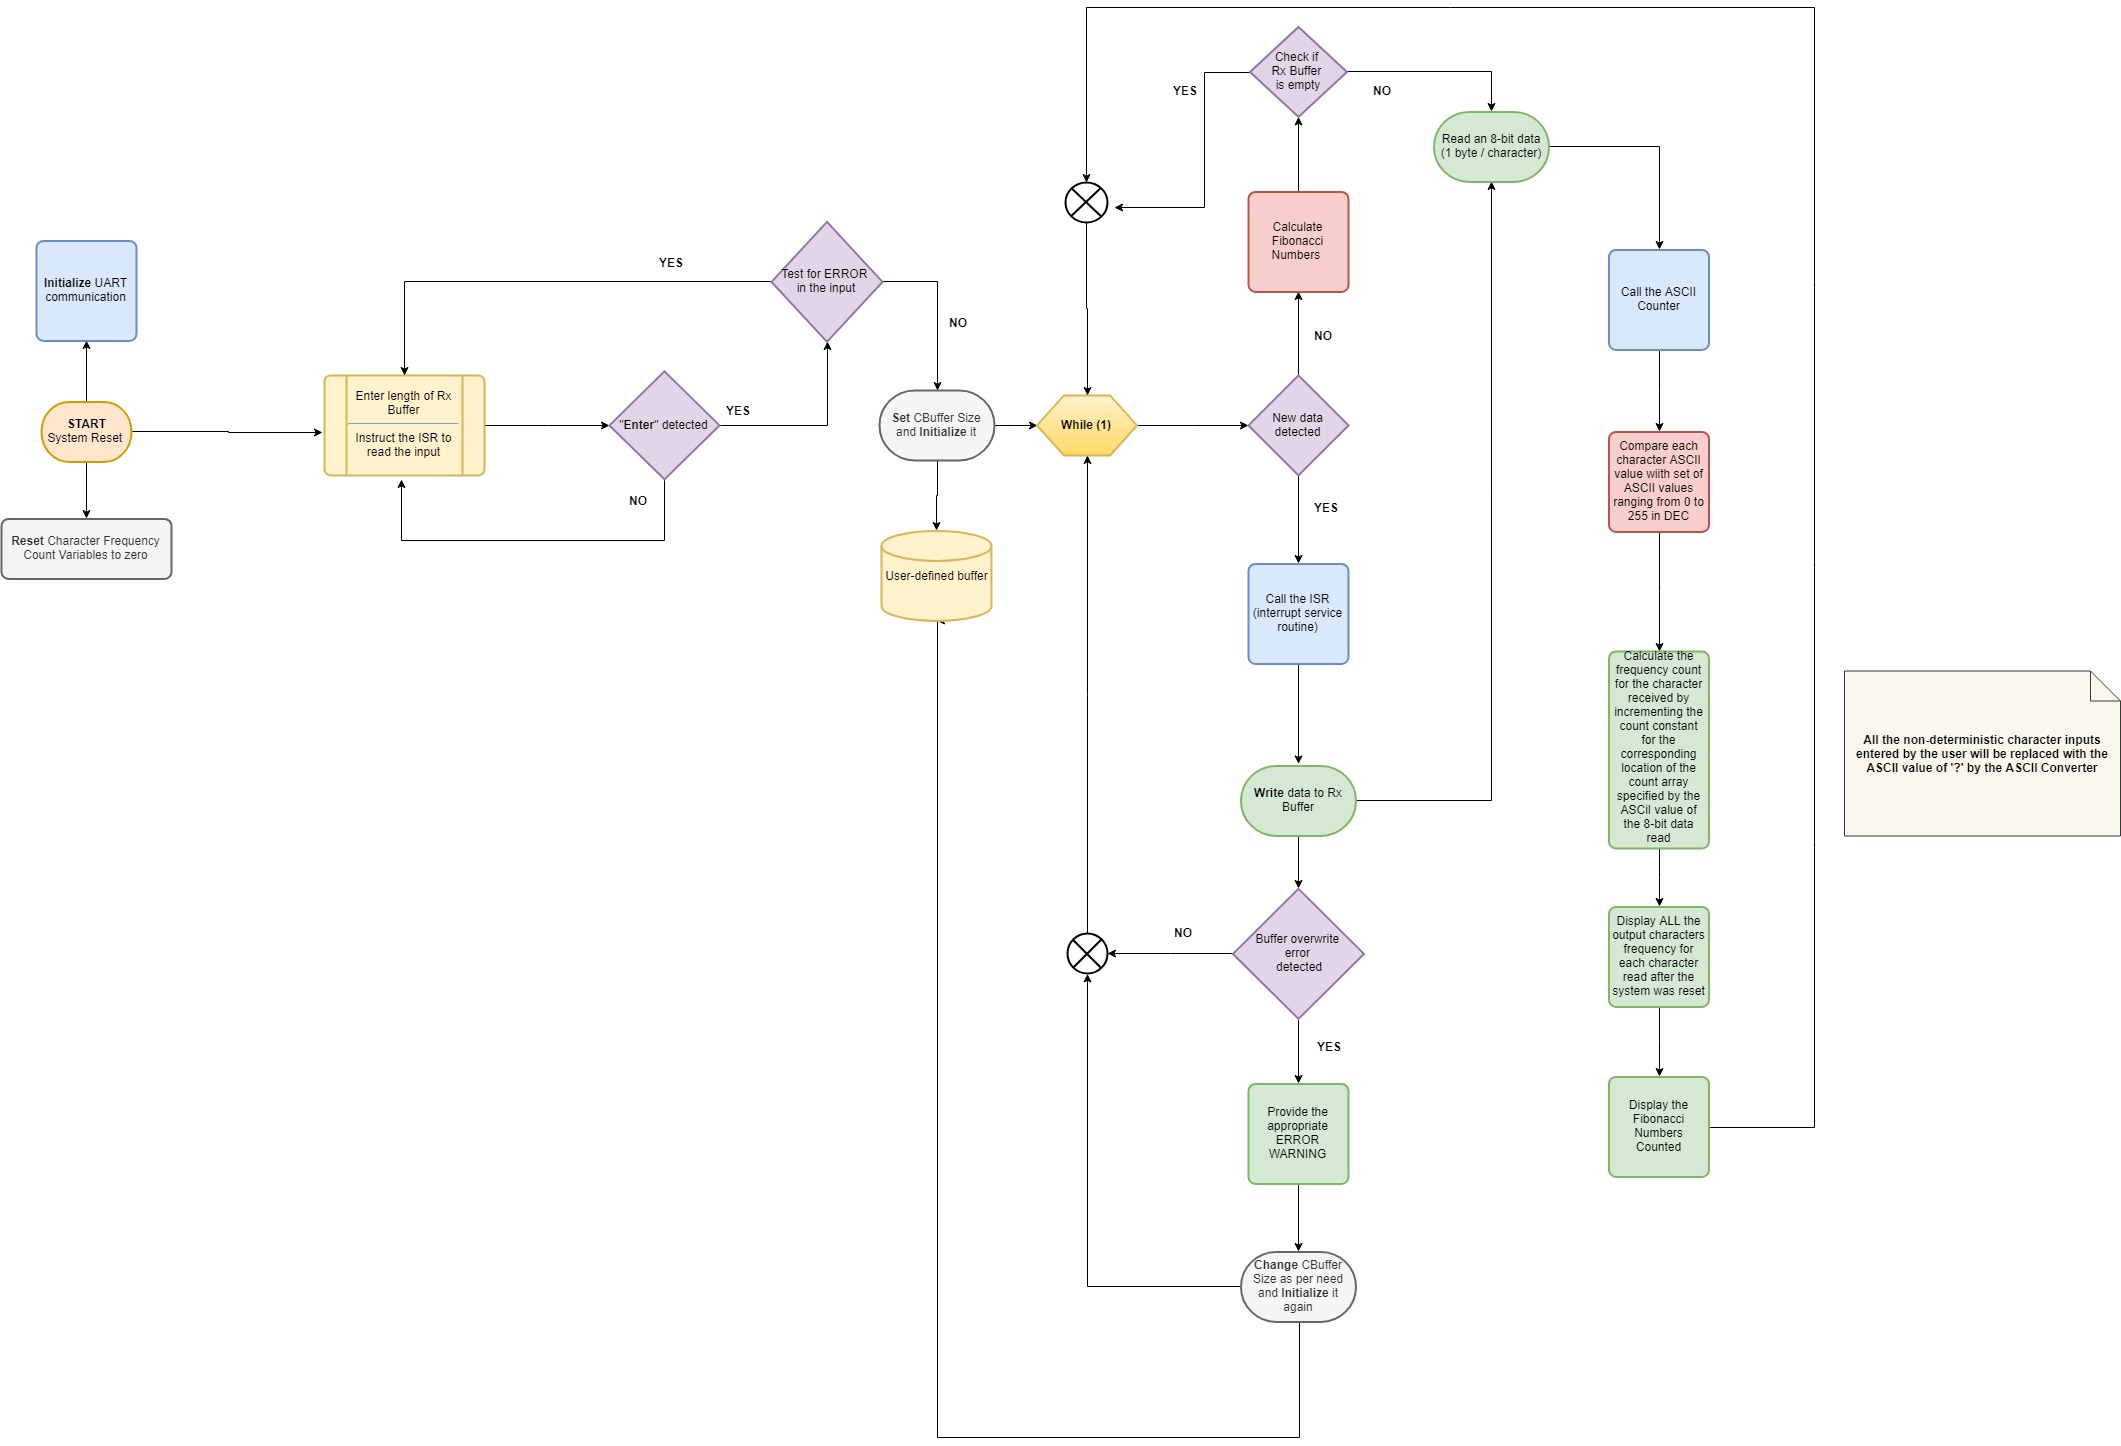 Initialize UART
communication
START
System Reset
Reset Character Frequency
Count Variables to zero
Enter length of Rx
Buffer
Instruct the ISR to
read the input
"Enter" detected
YES
NO
Test for ERROR
in the input
YES
NO
Set CBuffer Size
and Initialize it
User-defined buffer
While (1)
New data
detected
NO
YES
Calculate
Fibonacci
Numbers
Check if
Rx Buffer
is empty
YES
NO
Read an 8-bit data
(1 byte / character)
Call the ISR
(interrupt service
routine)
Write data to Rx
Buffer
Buffer overwrite
error
detected
NO
YES
Provide the
appropriate
ERROR
WARNING
Change CBuffer
Size as per need
and Initialize it
again
Call the ASCII
Counter
Compare each
character ASCII
value wiith set of
ASCII values
ranging from 0 to
255 in DEC
Calculate the
frequency count
for the character
received by
incrementing the
count constant
for the
corresponding
location of the
count array
specified by the
ASCiI value of
the 8-bit data
read
Display ALL the
output characters
frequency for
each character
read after the
system was reset
Display the
Fibonacci
Numbers
Counted
All the non-deterministic character inputs
entered by the user will be replaced with the
ASCII value of '?' by the ASCII Converter